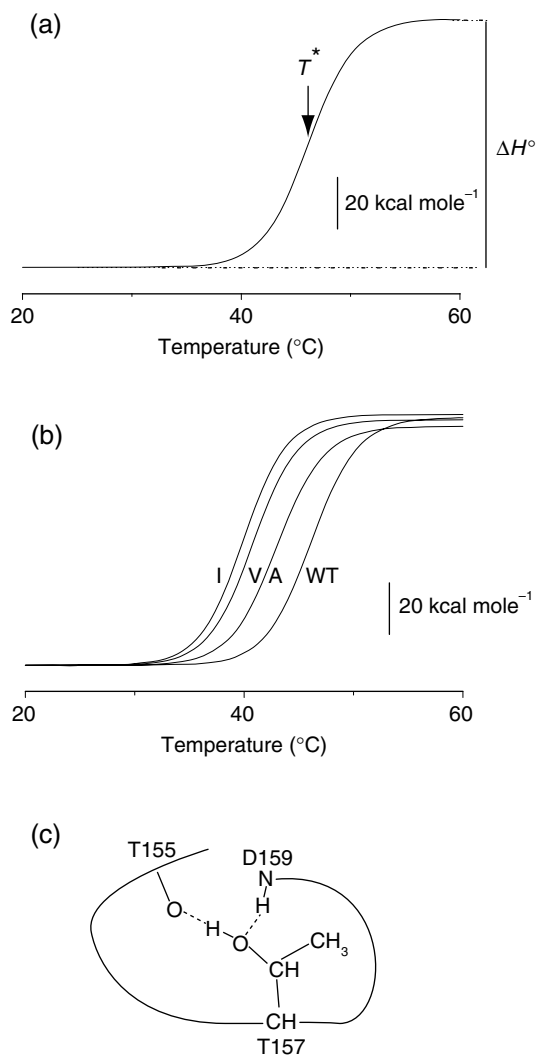 (a)
T*
ΔH°
20 kcal mole⁻¹
20 40 60
Temperature (°C)
(b)
I V A WT
20 kcal mole⁻¹
20 40 60
Temperature (°C)
(c)
T155 D159
N
H
O H
O CH₃
CH
CH
T157